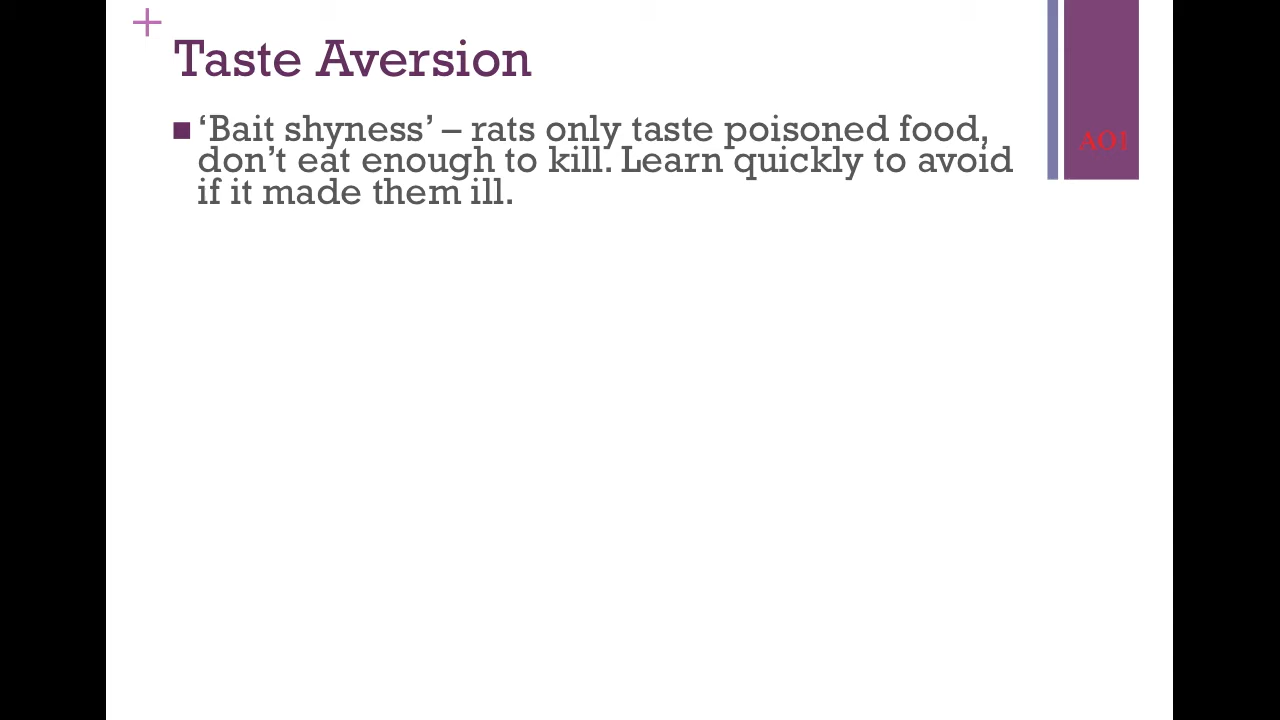 Taste Aversion
‘Bait shyness’ – rats only taste poisoned food,
don’t eat enough to kill. Learn quickly to avoid
if it made them ill.
AO1